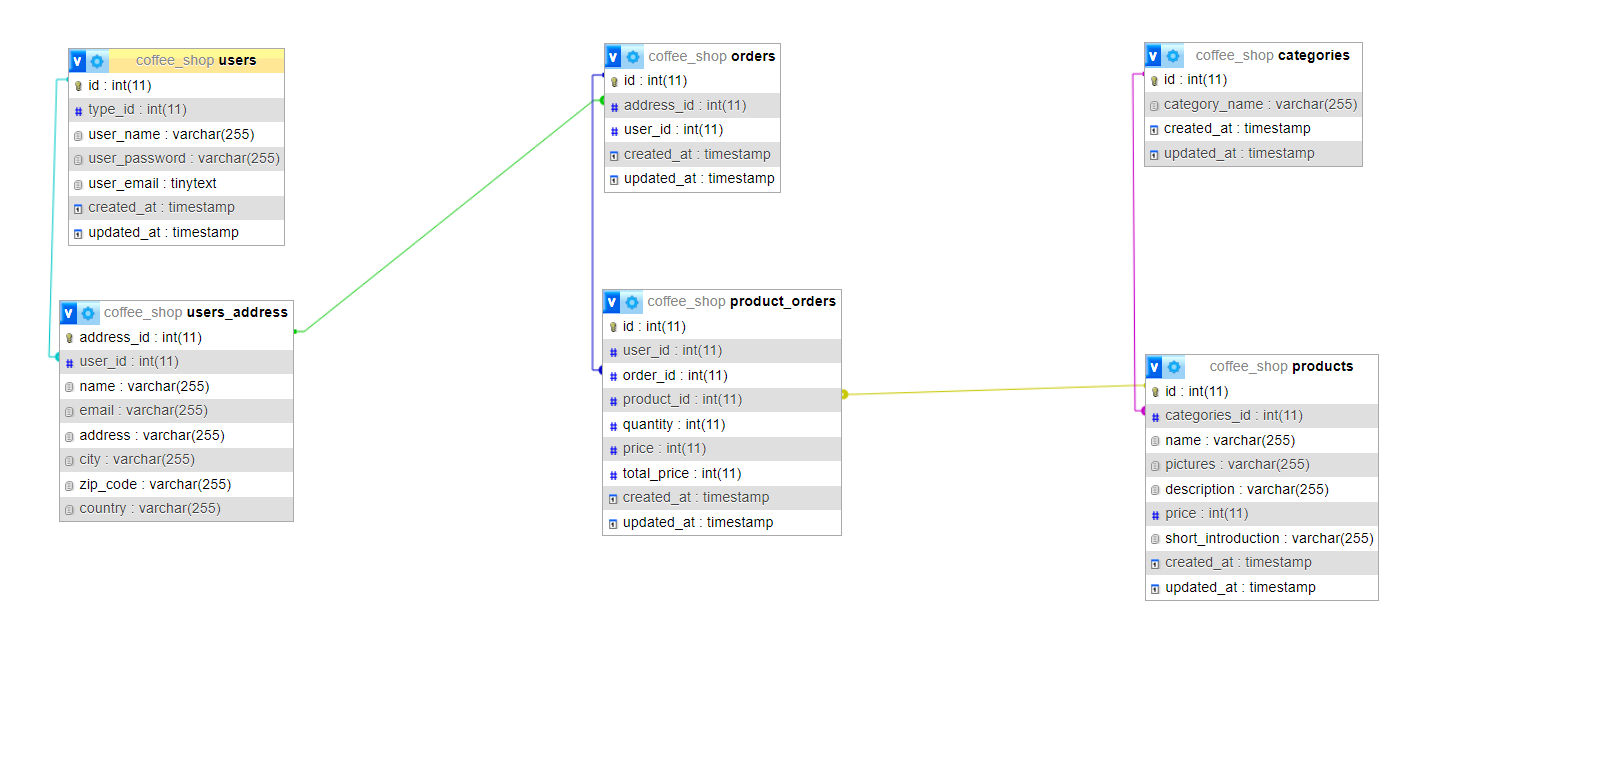 coffee_shop users
id : int(11)
type_id : int(11)
user_name : varchar(255)
user_password : varchar(255)
user_email : tinytext
created_at : timestamp
updated_at : timestamp
coffee_shop users_address
address_id : int(11)
user_id : int(11)
name : varchar(255)
email : varchar(255)
address : varchar(255)
city : varchar(255)
zip_code : varchar(255)
country : varchar(255)
coffee_shop orders
id : int(11)
address_id : int(11)
user_id : int(11)
created_at : timestamp
updated_at : timestamp
coffee_shop product_orders
id : int(11)
user_id : int(11)
order_id : int(11)
product_id : int(11)
quantity : int(11)
price : int(11)
total_price : int(11)
created_at : timestamp
updated_at : timestamp
coffee_shop categories
id : int(11)
category_name : varchar(255)
created_at : timestamp
updated_at : timestamp
coffee_shop products
id : int(11)
categories_id : int(11)
name : varchar(255)
pictures : varchar(255)
description : varchar(255)
price : int(11)
short_introduction : varchar(255)
created_at : timestamp
updated_at : timestamp